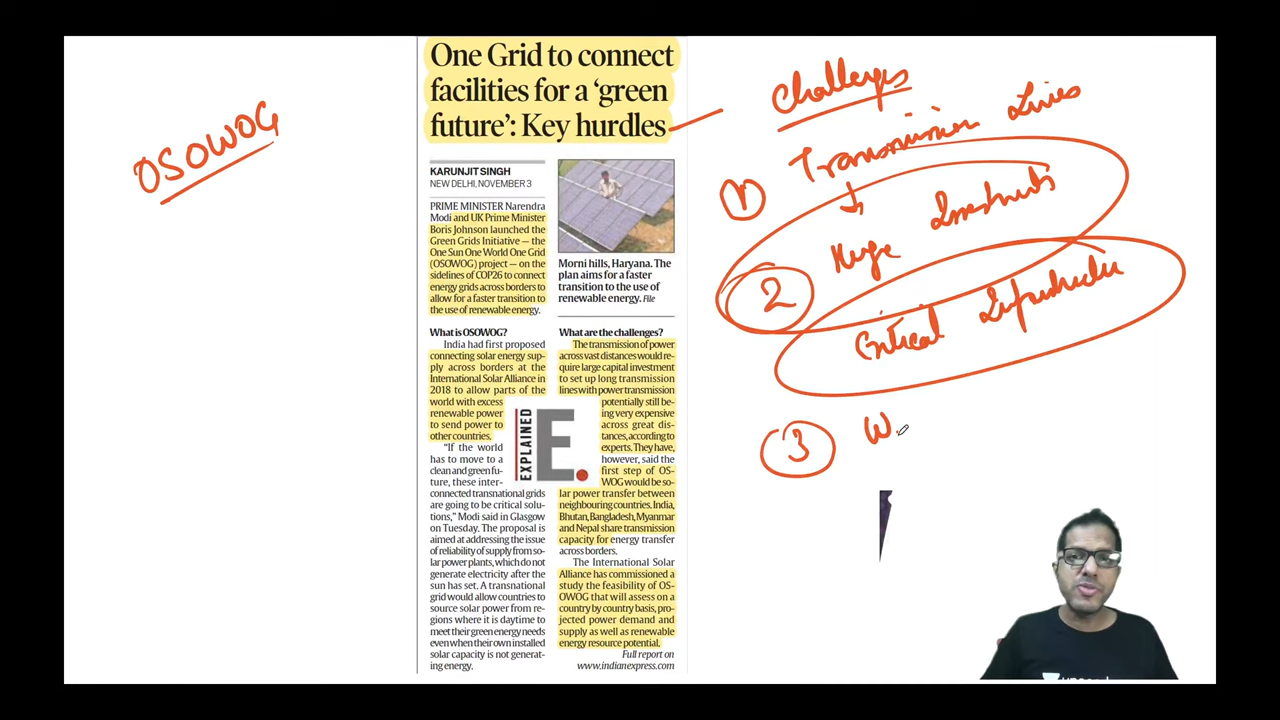 OSOWOG
One Grid to connect
facilities for a ‘green
future’: Key hurdles
KARUNJIT SINGH
NEW DELHI, NOVEMBER 3
PRIME MINISTER Narendra
Modi and UK Prime Minister
Boris Johnson launched the
Green Grids Initiative — the
One Sun One World One Grid
(OSOWOG) project — on the
sidelines of COP26 to connect
energy grids across borders to
allow for a faster transition to
the use of renewable energy.
What is OSOWOG?
India had first proposed
connecting solar energy sup-
ply across borders at the
International Solar Alliance in
2018 to allow parts of the
world with excess
renewable power
to send power to
other countries.
“If the world
has to move to a
clean and green fu-
ture, these inter-
connected transnational grids
are going to be critical solu-
tions,” Modi said in Glasgow
on Tuesday. The proposal is
aimed at addressing the issue
of reliability of supply from so-
lar power plants, which do not
generate electricity after the
sun has set. A transnational
grid would allow countries to
source solar power from re-
gions where it is daytime to
meet their green energy needs
even when their own installed
solar capacity is not generat-
ing energy.
EXPLAINED
E.
Morni hills, Haryana. The
plan aims for a faster
transition to the use of
renewable energy. File
What are the challenges?
The transmission of power
across vast distances would re-
quire large capital investment
to set up long transmission
lines with power transmission
potentially still be-
ing very expensive
across great dis-
tances, according to
experts. They have,
however, said the
first step of OS-
WOG would be so-
lar power transfer between
neighbouring countries. India,
Bhutan, Bangladesh, Myanmar
and Nepal share transmission
capacity for energy transfer
across borders.
The International Solar
Alliance has commissioned a
study the feasibility of OS-
OWOG that will assess on a
country by country basis, pro-
jected power demand and
supply as well as renewable
energy resource potential.
Full report on
www.indianexpress.com
Challenges
1 Transmission Lines
Huge Investments
2 Critical Infrastructure
3 W